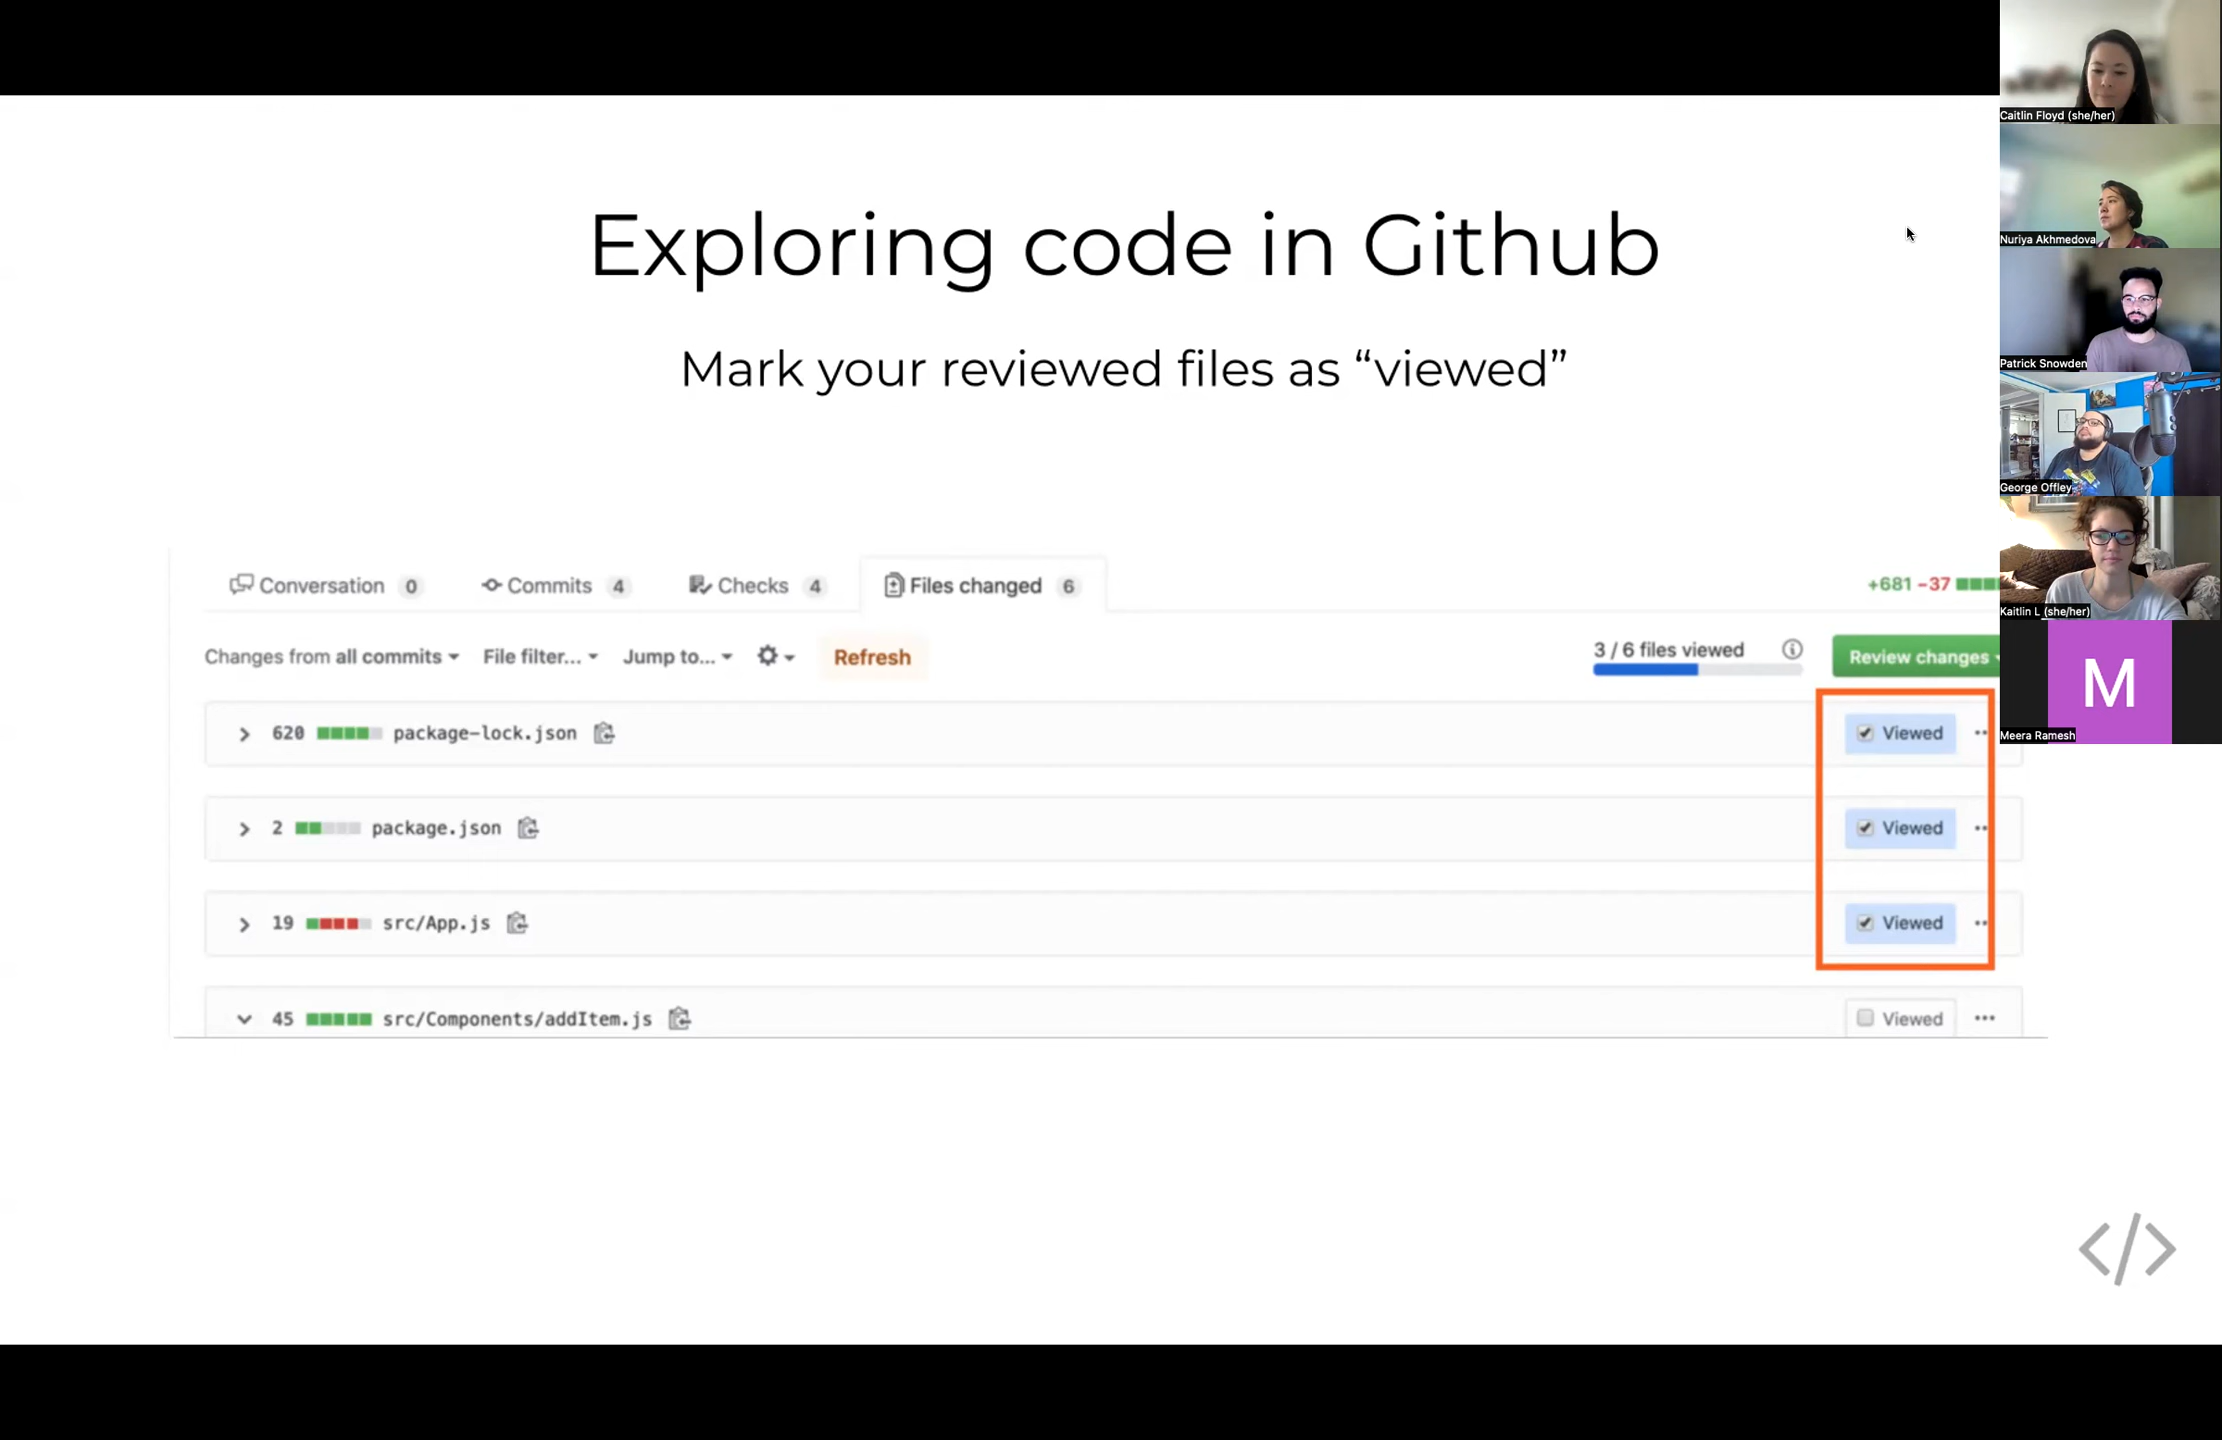 Exploring code in Github
Mark your reviewed files as “viewed”
Conversation 0 Commits 4 Checks 4 Files changed 6 +681 −37
Changes from all commits File filter... Jump to... Refresh 3 / 6 files viewed Review changes
620 package-lock.json Viewed
2 package.json Viewed
19 src/App.js Viewed
45 src/Components/addItem.js Viewed
</>
Caitlin Floyd (she/her)
Nuriya Akhmedova
Patrick Snowden
George Offley
Kaitlin L (she/her)
M
Meera Ramesh